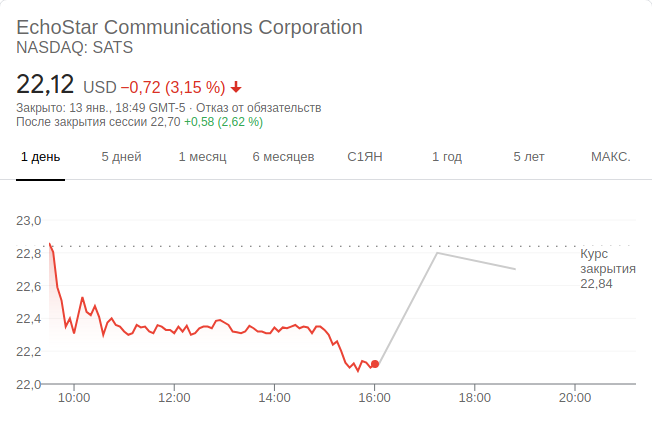 EchoStar Communications Corporation
NASDAQ: SATS
22,12 USD −0,72 (3,15 %)
Закрыто: 13 янв., 18:49 GMT-5 · Отказ от обязательств
После закрытия сессии 22,70 +0,58 (2,62 %)
1 день 5 дней 1 месяц 6 месяцев С1ЯН 1 год 5 лет МАКС.
23,0
22,8
22,6
22,4
22,2
22,0
Курс
закрытия
22,84
10:00 12:00 14:00 16:00 18:00 20:00